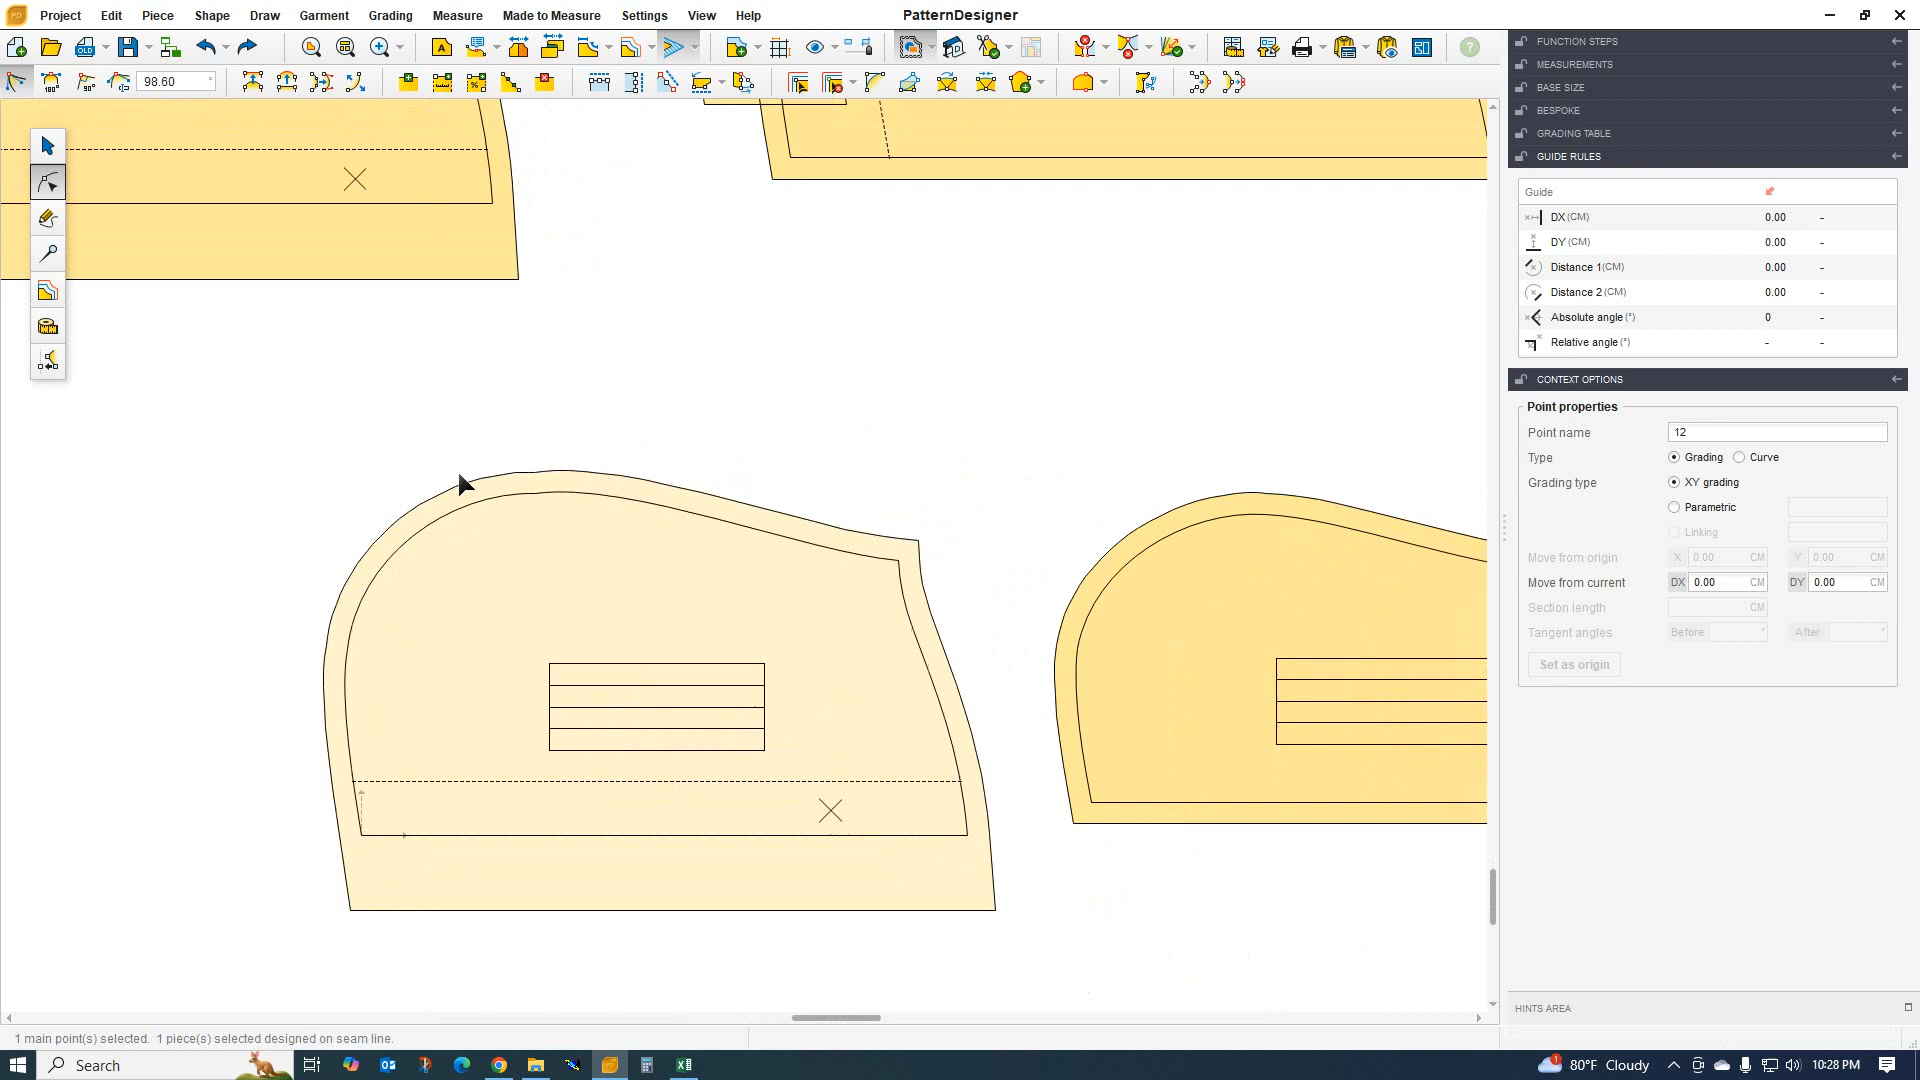 Project Edit Piece Shape Draw Garment Grading Measure Made to Measure Settings View Help PatternDesigner
98.60 °
FUNCTION STEPS
MEASUREMENTS
BASE SIZE
BESPOKE
GRADING TABLE
GUIDE RULES
Guide
DX (CM) 0.00 -
DY (CM) 0.00 -
Distance 1(CM) 0.00 -
Distance 2 (CM) 0.00 -
Absolute angle (°) 0 -
Relative angle (°) - -
CONTEXT OPTIONS
Point properties
Point name 12
Type Grading Curve
Grading type XY grading
Parametric
Linking
Move from origin X 0.00 CM Y 0.00 CM
Move from current DX 0.00 CM DY 0.00 CM
Section length CM
Tangent angles Before ° After °
Set as origin
HINTS AREA
1 main point(s) selected. 1 piece(s) selected designed on seam line.
Search
80°F Cloudy 10:28 PM